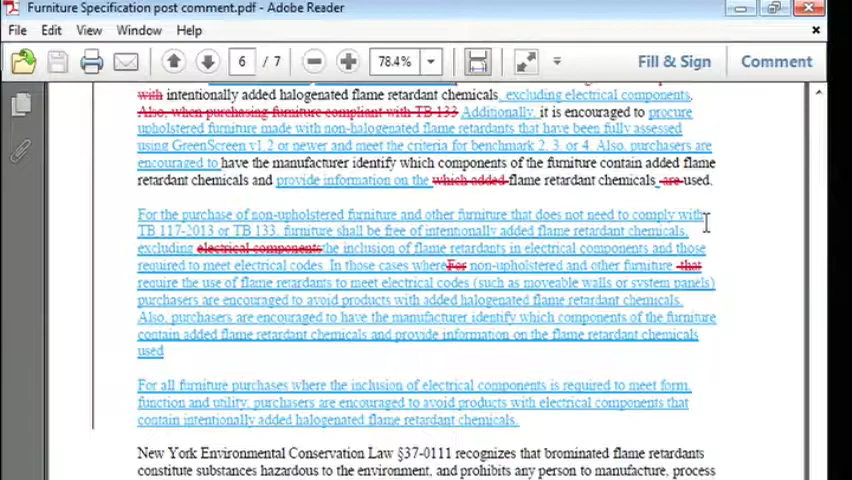 Furniture Specification post comment.pdf - Adobe Reader
File Edit View Window Help
6 / 7 78.4% Fill & Sign Comment
with intentionally added halogenated flame retardant chemicals, excluding electrical components.
Also, when purchasing furniture compliant with TB 133 Additionally, it is encouraged to procure
upholstered furniture made with non-halogenated flame retardants that have been fully assessed
using GreenScreen v1.2 or newer and meet the criteria for benchmark 2, 3, or 4. Also, purchasers are
encouraged to have the manufacturer identify which components of the furniture contain added flame
retardant chemicals and provide information on the which added flame retardant chemicals are used.
For the purchase of non-upholstered furniture and other furniture that does not need to comply with
TB 117-2013 or TB 133, furniture shall be free of intentionally added flame retardant chemicals,
excluding electrical components the inclusion of flame retardants in electrical components and those
required to meet electrical codes. In those cases where For non-upholstered and other furniture that
require the use of flame retardants to meet electrical codes (such as moveable walls or system panels)
purchasers are encouraged to avoid products with added halogenated flame retardant chemicals.
Also, purchasers are encouraged to have the manufacturer identify which components of the furniture
contain added flame retardant chemicals and provide information on the flame retardant chemicals
used
For all furniture purchases where the inclusion of electrical components is required to meet form,
function and utility, purchasers are encouraged to avoid products with electrical components that
contain intentionally added halogenated flame retardant chemicals.
New York Environmental Conservation Law §37-0111 recognizes that brominated flame retardants
constitute substances hazardous to the environment, and prohibits any person to manufacture, process